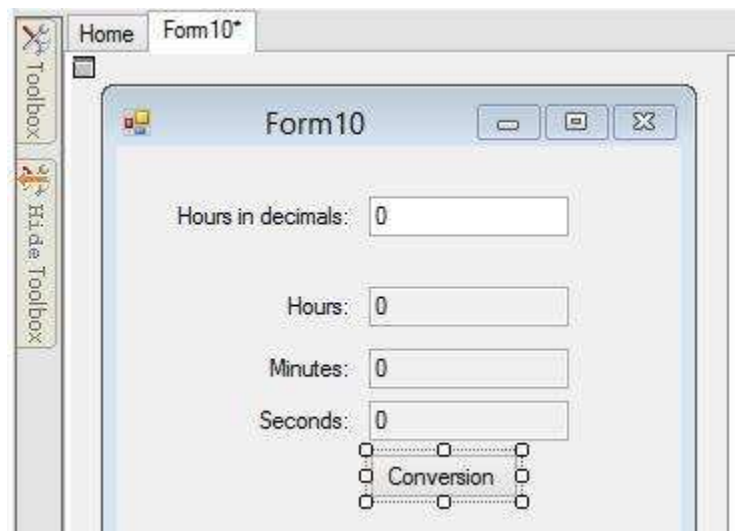 Home Form10*
Toolbox
Hide Toolbox
Form10
Hours in decimals: 0
Hours: 0
Minutes: 0
Seconds: 0
Conversion